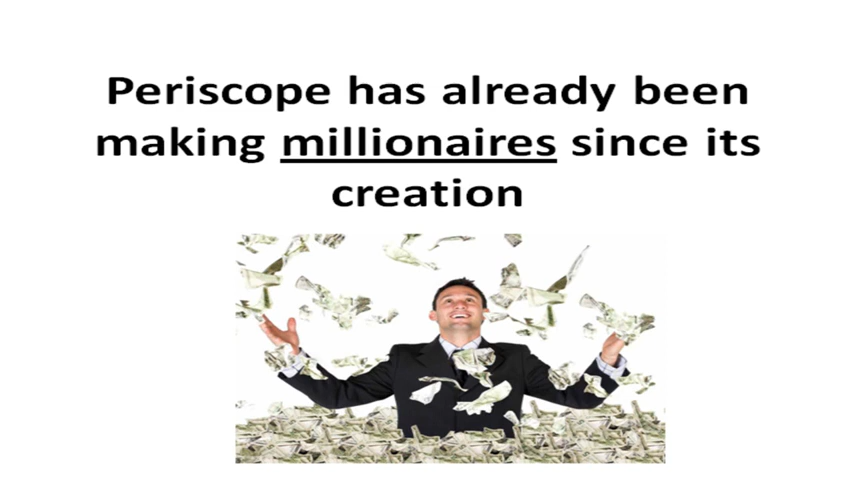 Periscope has already been
making millionaires since its
creation